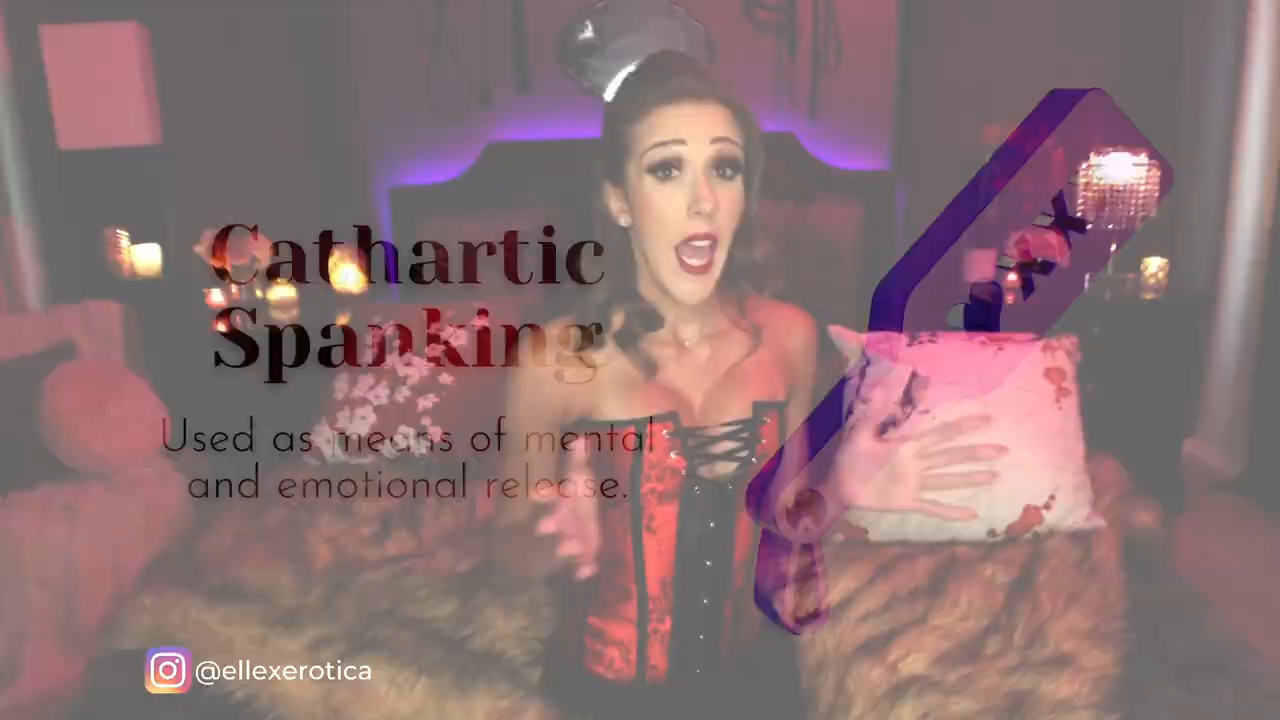 Cathartic
Spanking
Used as means of mental
and emotional release.
@ellexerotica